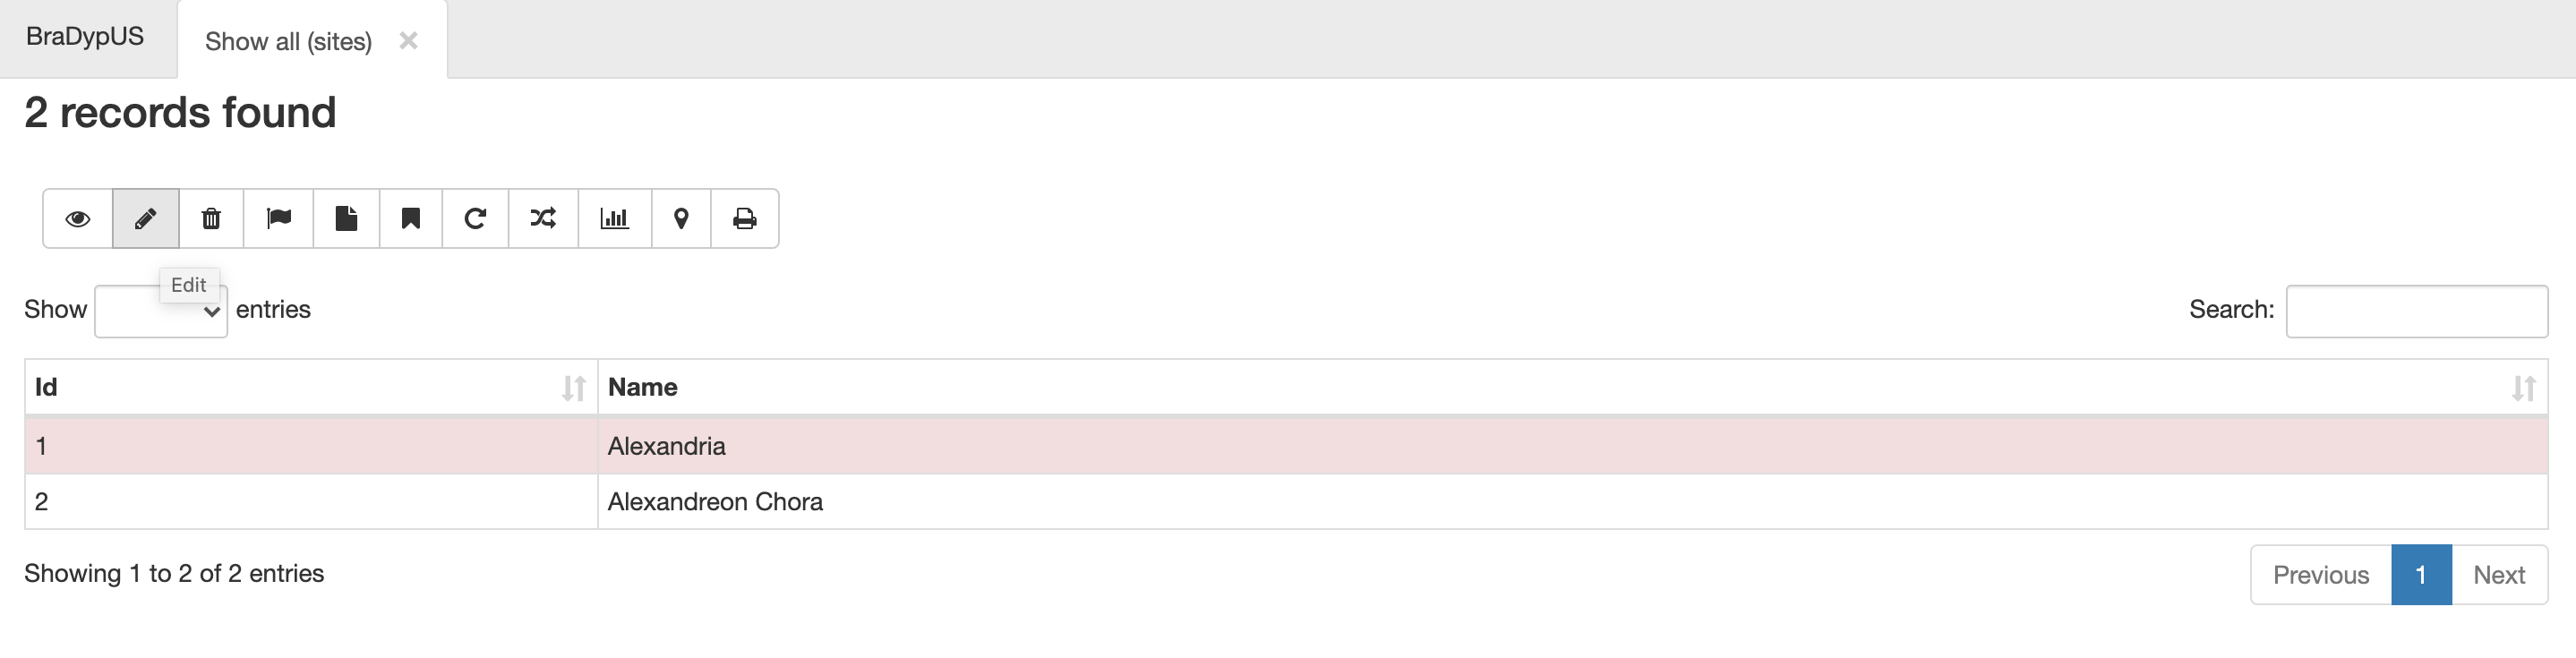 BraDypUS Show all (sites) ×
2 records found
Edit
Show entries Search:
Id Name
1 Alexandria
2 Alexandreon Chora
Showing 1 to 2 of 2 entries Previous 1 Next